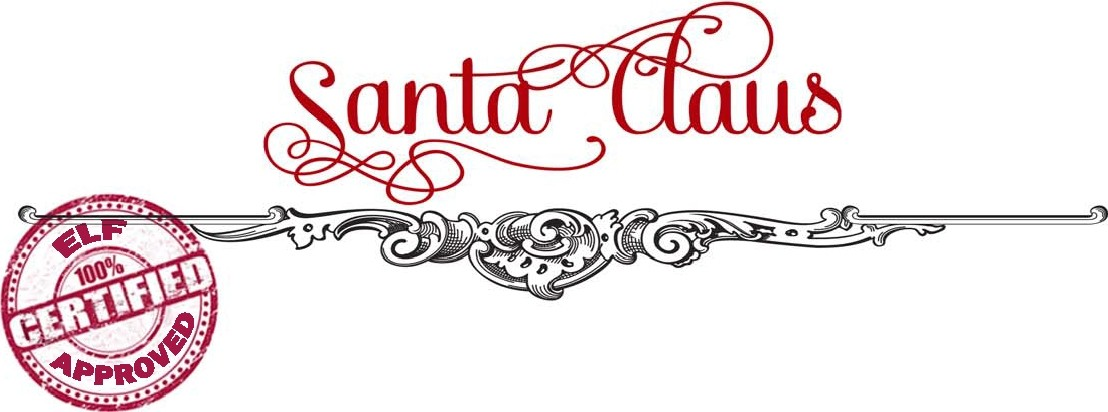 Santa Claus
ELF
100%
CERTIFIED
APPROVED